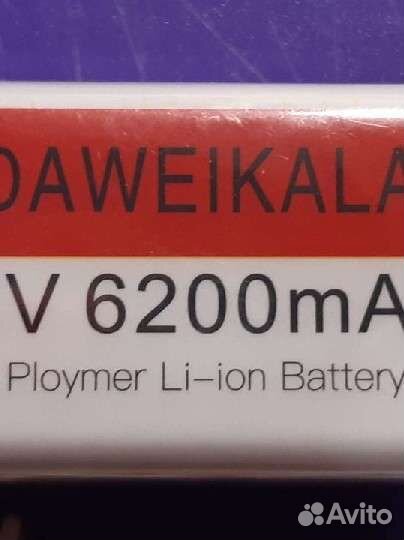 DAWEIKALA
V 6200mA
Ploymer Li-ion Battery
Avito